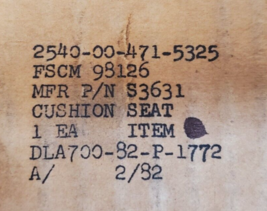 2540-00-471-5325
FSCM 98126
MFR P/N S3631
CUSHION SEAT
1 EA ITEM
DLA700-82-P-1772
A/ 2/82